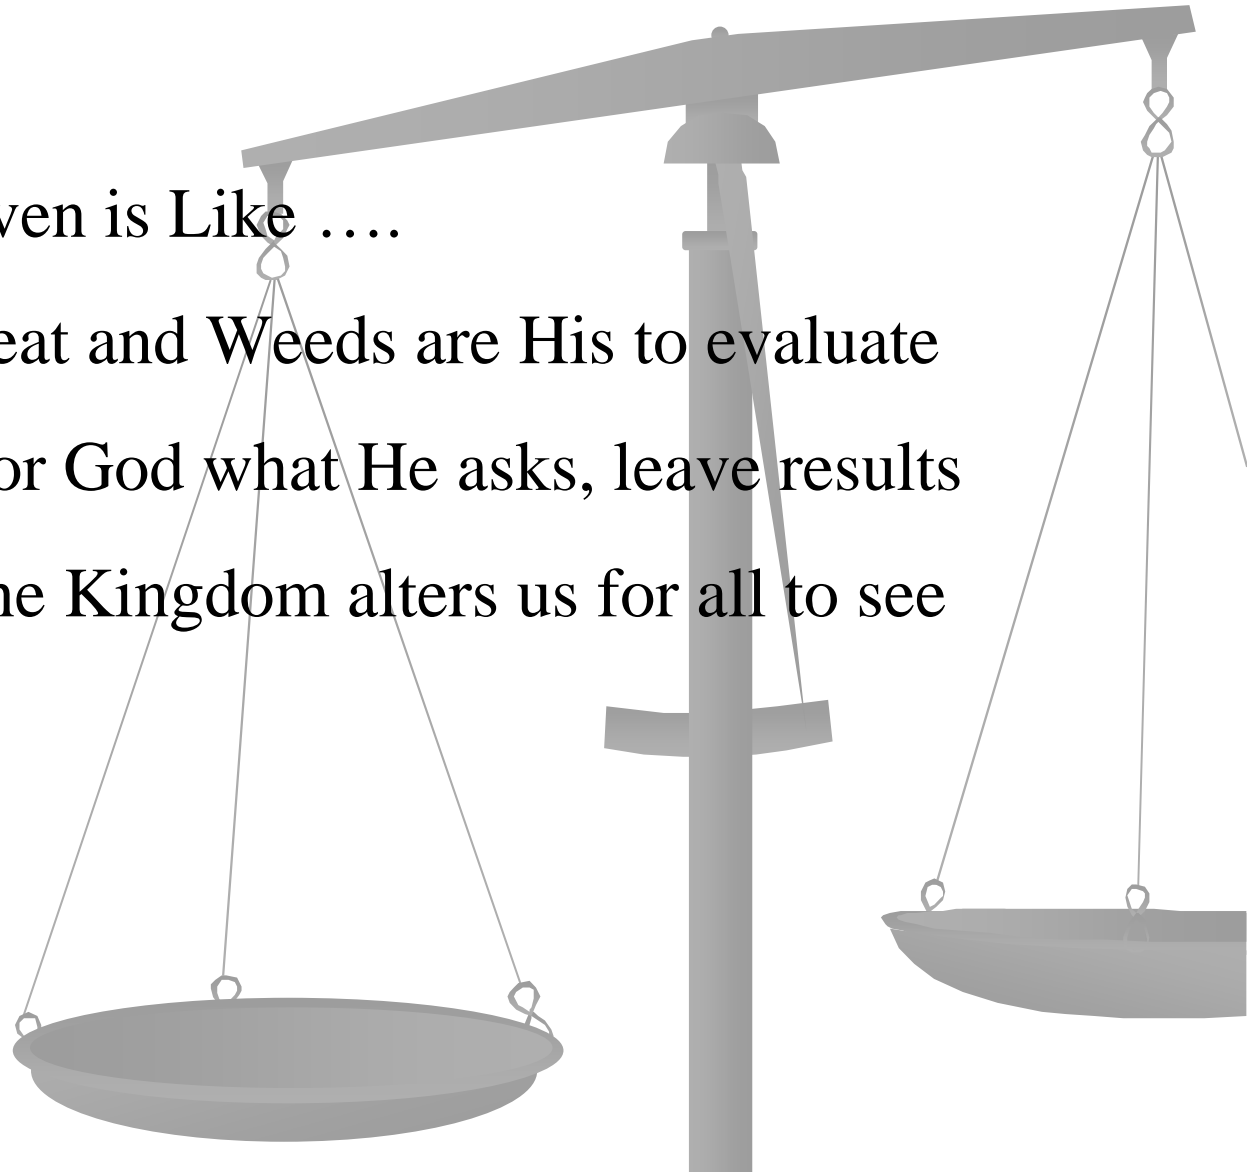 ven is Like ….
eat and Weeds are His to evaluate
or God what He asks, leave results
he Kingdom alters us for all to see